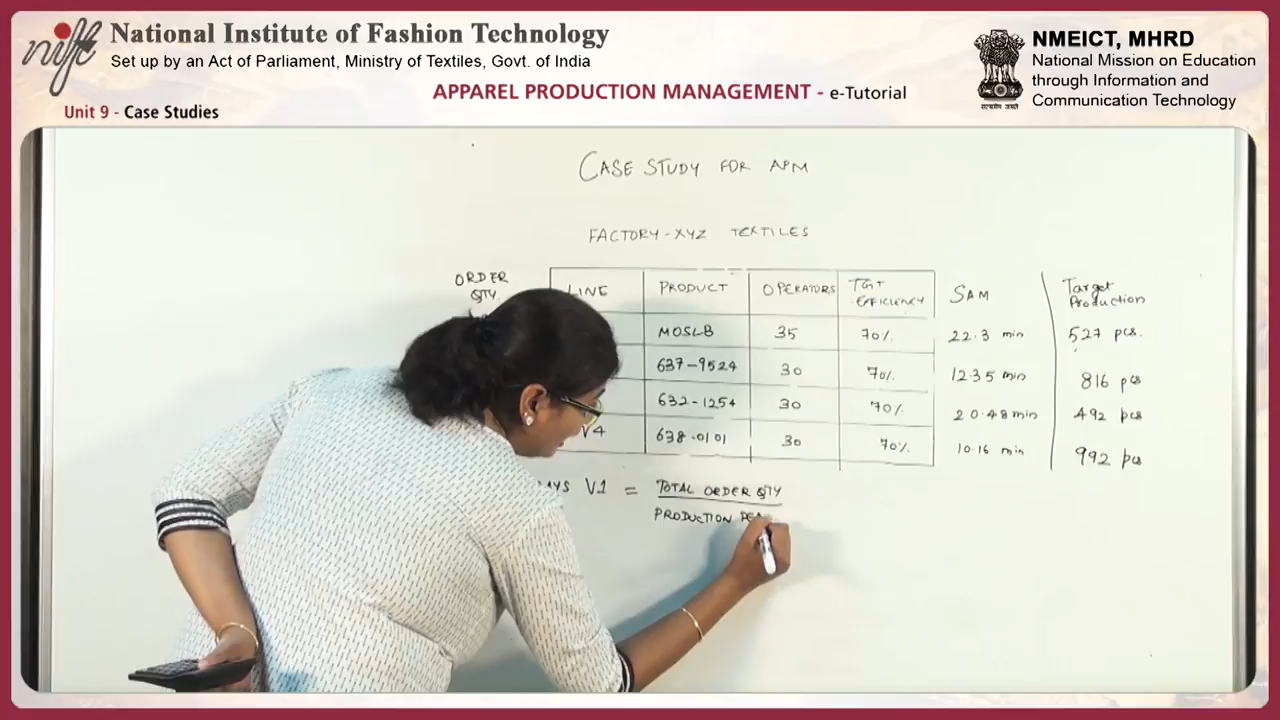 National Institute of Fashion Technology
Set up by an Act of Parliament, Ministry of Textiles, Govt. of India
NMEICT, MHRD
National Mission on Education
through Information and
Communication Technology
APPAREL PRODUCTION MANAGEMENT - e-Tutorial
Unit 9 - Case Studies
CASE STUDY FOR APM
FACTORY-XYZ TEXTILES
ORDER QTY. LINE PRODUCT OPERATORS TGT EFFICIENCY SAM Target Production
MOSLB 35 70% 22.3 min 527 pcs.
637-9524 30 70% 12.35 min 816 pcs
632-1254 30 70% 20.48 min 492 pcs
V4 638-0101 30 70% 10.16 min 992 pcs
V1 = TOTAL ORDER QTY
PRODUCTION